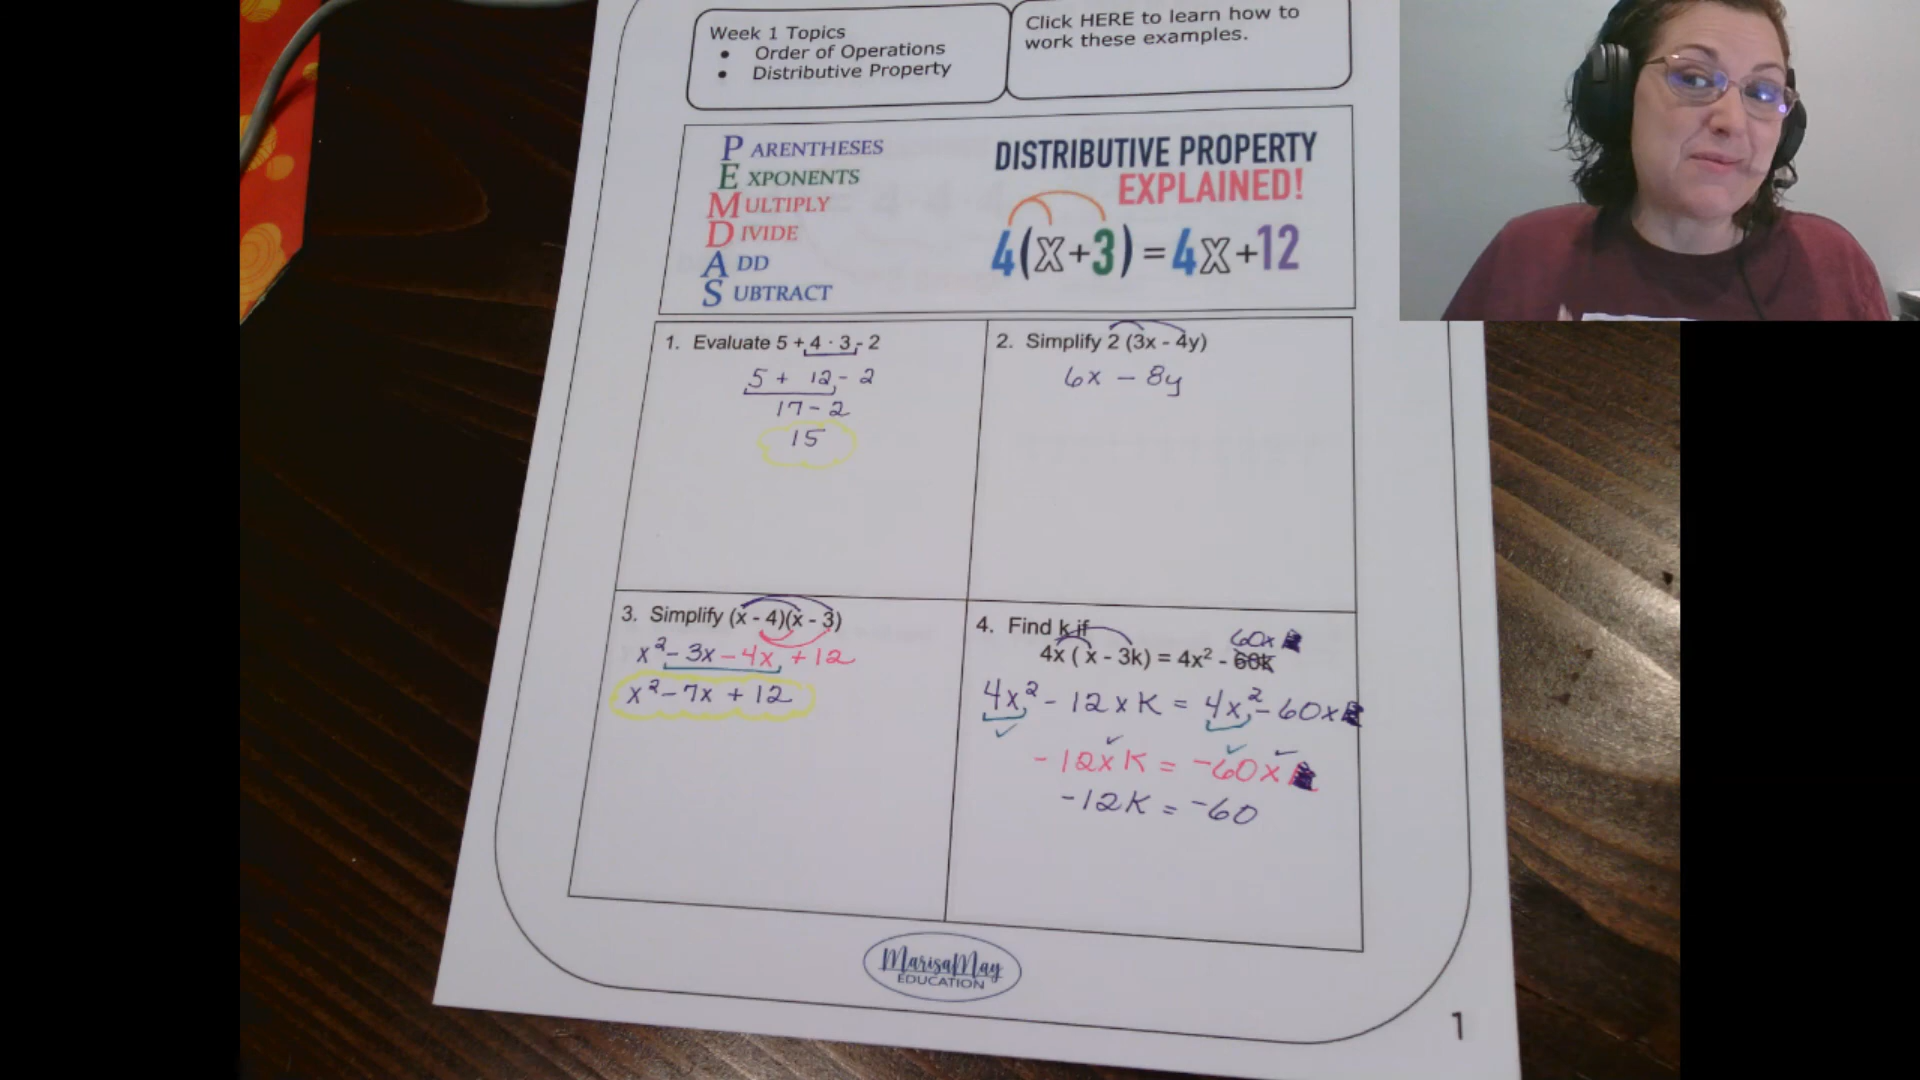 Week 1 Topics
• Order of Operations
• Distributive Property
Click HERE to learn how to
work these examples.
PARENTHESES
EXPONENTS
MULTIPLY
DIVIDE
ADD
SUBTRACT
DISTRIBUTIVE PROPERTY
EXPLAINED!
4(x+3)=4x+12
1. Evaluate 5 + 4 · 3 - 2
5 + 12 - 2
17 - 2
15
2. Simplify 2 (3x - 4y)
6x - 8y
3. Simplify (x - 4)(x - 3)
x² - 3x - 4x + 12
x² - 7x + 12
4. Find k if
60x
4x ( x - 3k) = 4x² - 60k
4x² - 12xK = 4x² - 60x
-12xK = -60x
-12K = -60
MarisaMay
EDUCATION
1